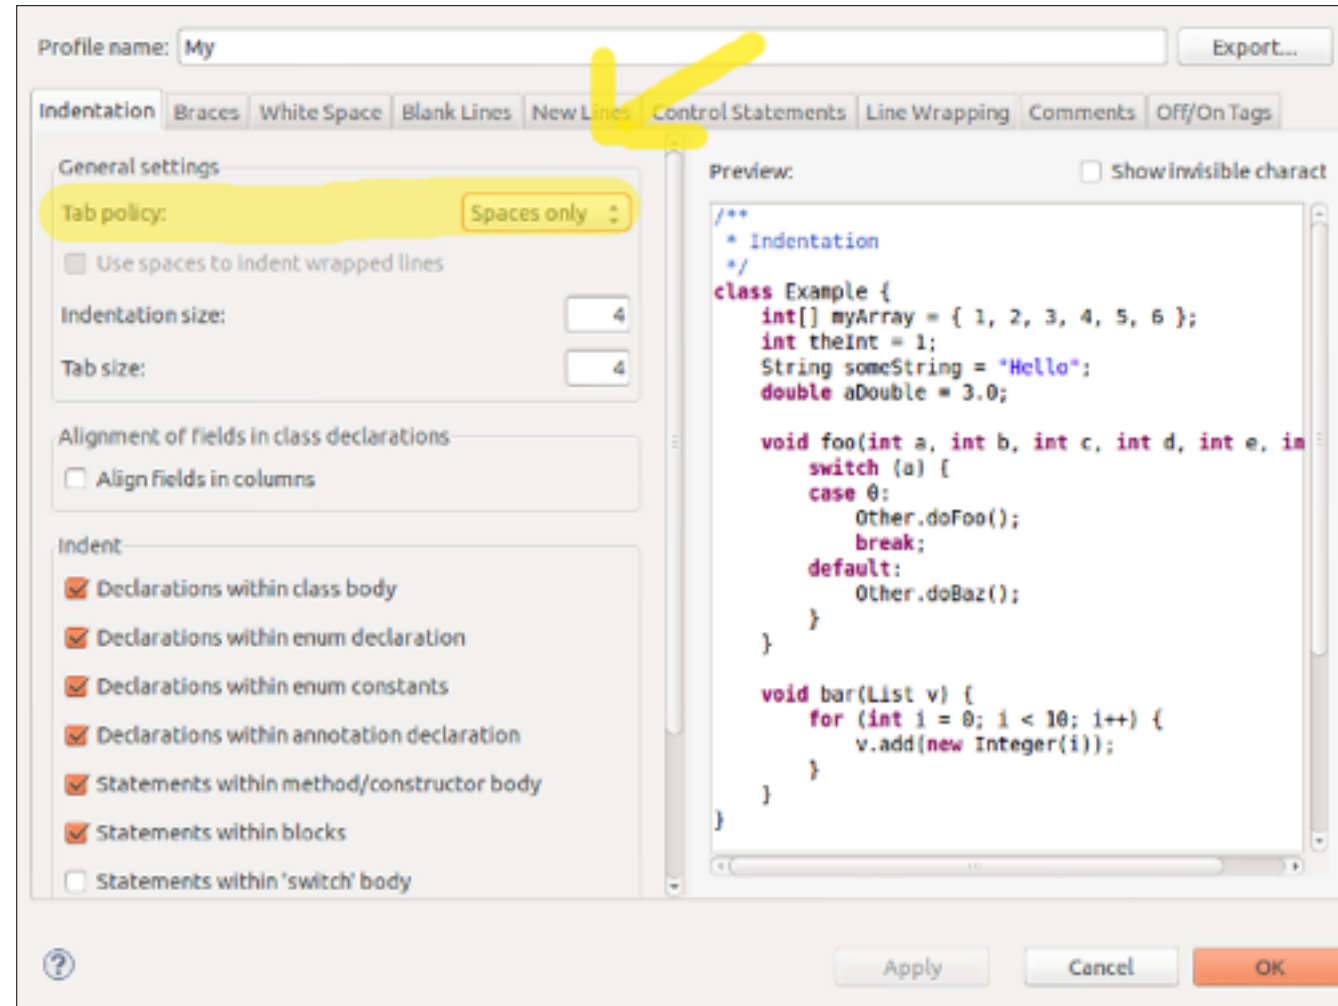 Profile name: My Export...
Indentation Braces White Space Blank Lines New Lines Control Statements Line Wrapping Comments Off/On Tags
General settings
Tab policy: Spaces only
Use spaces to indent wrapped lines
Indentation size: 4
Tab size: 4
Alignment of fields in class declarations
Align fields in columns
Indent
Declarations within class body
Declarations within enum declaration
Declarations within enum constants
Declarations within annotation declaration
Statements within method/constructor body
Statements within blocks
Statements within 'switch' body
Preview: Show invisible charact
/**
 * Indentation
 */
class Example {
    int[] myArray = { 1, 2, 3, 4, 5, 6 };
    int theInt = 1;
    String someString = "Hello";
    double aDouble = 3.0;
    void foo(int a, int b, int c, int d, int e, in
        switch (a) {
        case 0:
            Other.doFoo();
            break;
        default:
            Other.doBaz();
        }
    }
    void bar(List v) {
        for (int i = 0; i < 10; i++) {
            v.add(new Integer(i));
        }
    }
}
? Apply Cancel OK